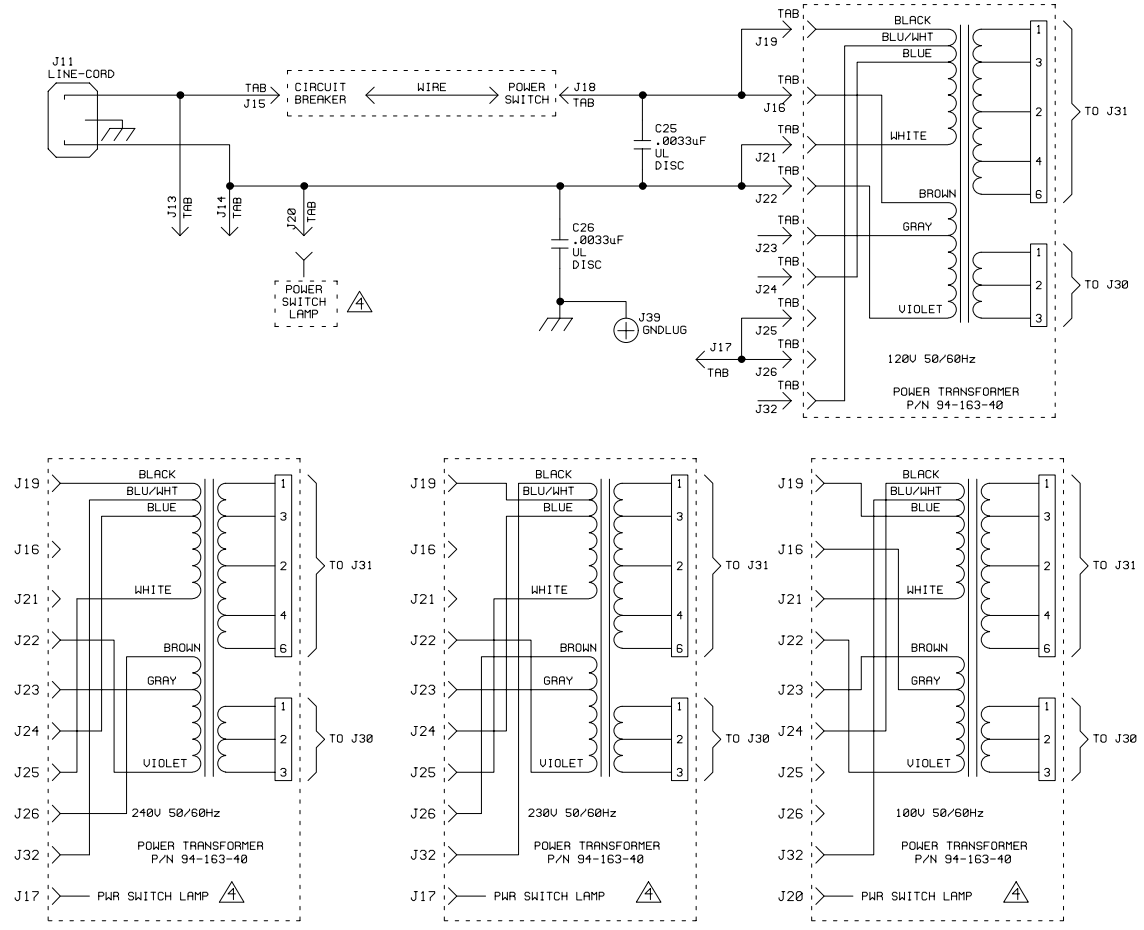 J11
LINE-CORD
TAB
J15
CIRCUIT
BREAKER
WIRE
POWER
SWITCH
J18
TAB
C25
.0033uF
UL
DISC
J13
TAB
J14
TAB
J20
TAB
POWER
SWITCH
LAMP
4
C26
.0033uF
UL
DISC
J39
GNDLUG
TAB
J19
TAB
J16
TAB
J21
TAB
J22
TAB
J23
TAB
J24
TAB
J25
J17
TAB
TAB
J26
TAB
J32
BLACK
BLU/WHT
BLUE
WHITE
BROWN
GRAY
VIOLET
1
3
2
4
6
TO J31
1
2
3
TO J30
120V 50/60Hz
POWER TRANSFORMER
P/N 94-163-40
J19
J16
J21
J22
J23
J24
J25
J26
J32
J17
BLACK
BLU/WHT
BLUE
WHITE
BROWN
GRAY
VIOLET
1
3
2
4
6
TO J31
1
2
3
TO J30
240V 50/60Hz
POWER TRANSFORMER
P/N 94-163-40
PWR SWITCH LAMP
4
J19
J16
J21
J22
J23
J24
J25
J26
J32
J17
BLACK
BLU/WHT
BLUE
WHITE
BROWN
GRAY
VIOLET
1
3
2
4
6
TO J31
1
2
3
TO J30
230V 50/60Hz
POWER TRANSFORMER
P/N 94-163-40
PWR SWITCH LAMP
4
J19
J16
J21
J22
J23
J24
J25
J26
J32
J20
BLACK
BLU/WHT
BLUE
WHITE
BROWN
GRAY
VIOLET
1
3
2
4
6
TO J31
1
2
3
TO J30
100V 50/60Hz
POWER TRANSFORMER
P/N 94-163-40
PWR SWITCH LAMP
4